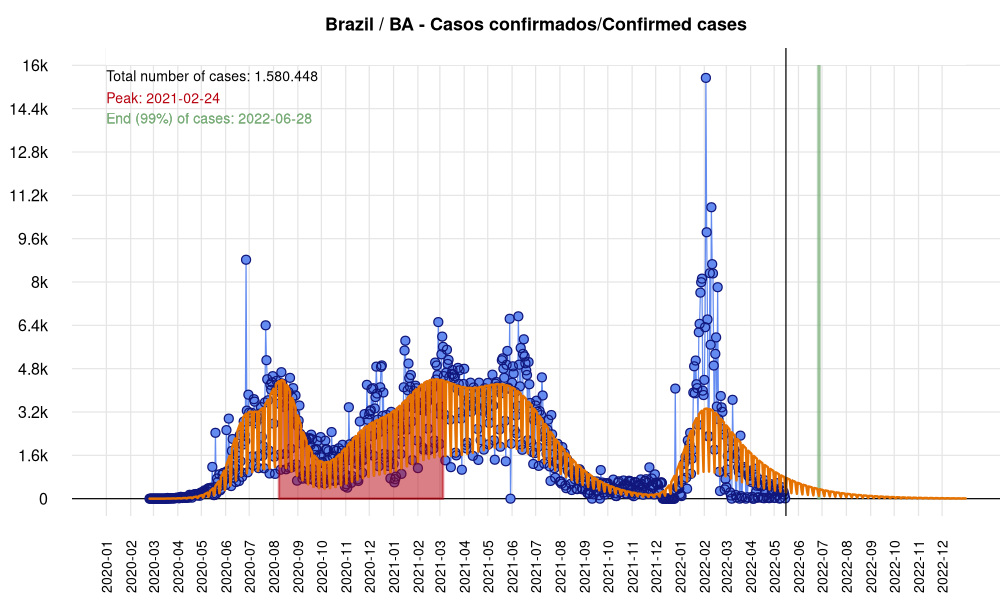 Brazil / BA - Casos confirmados/Confirmed cases
Total number of cases: 1.580.448
Peak: 2021-02-24
End (99%) of cases: 2022-06-28
16k
14.4k
12.8k
11.2k
9.6k
8k
6.4k
4.8k
3.2k
1.6k
0
2020-01
2020-02
2020-03
2020-04
2020-05
2020-06
2020-07
2020-08
2020-09
2020-10
2020-11
2020-12
2021-01
2021-02
2021-03
2021-04
2021-05
2021-06
2021-07
2021-08
2021-09
2021-10
2021-11
2021-12
2022-01
2022-02
2022-03
2022-04
2022-05
2022-06
2022-07
2022-08
2022-09
2022-10
2022-11
2022-12